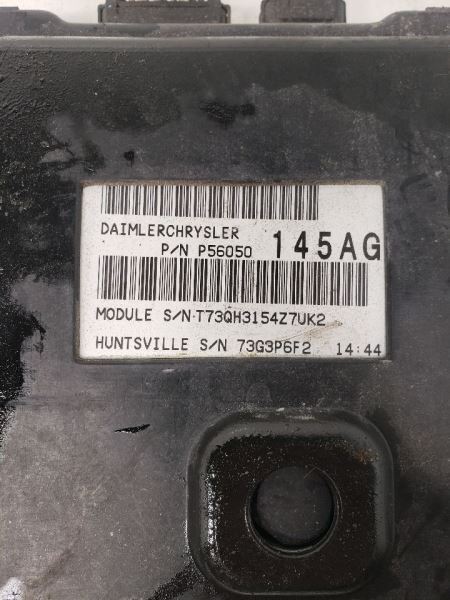 DAIMLERCHRYSLER
P/N P56050 145AG
MODULE S/N T73QH3154Z7UK2
HUNTSVILLE S/N 73G3P6F2 14:44